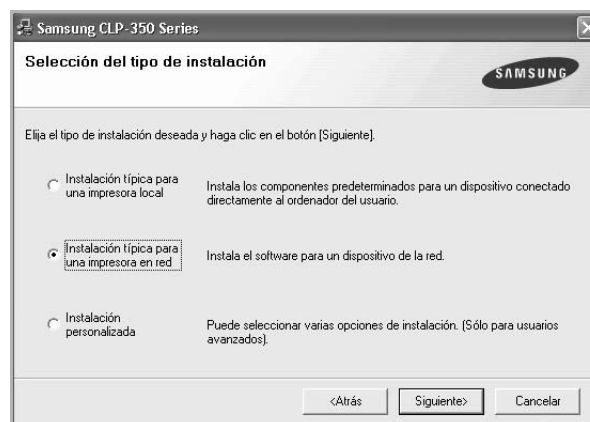 Samsung CLP-350 Series
Selección del tipo de instalación
SAMSUNG
Elija el tipo de instalación deseada y haga clic en el botón [Siguiente].
Instalación típica para
una impresora local
Instala los componentes predeterminados para un dispositivo conectado
directamente al ordenador del usuario.
Instalación típica para
una impresora en red
Instala el software para un dispositivo de la red.
Instalación
personalizada
Puede seleccionar varias opciones de instalación. (Sólo para usuarios
avanzados).
<Atrás
Siguiente>
Cancelar